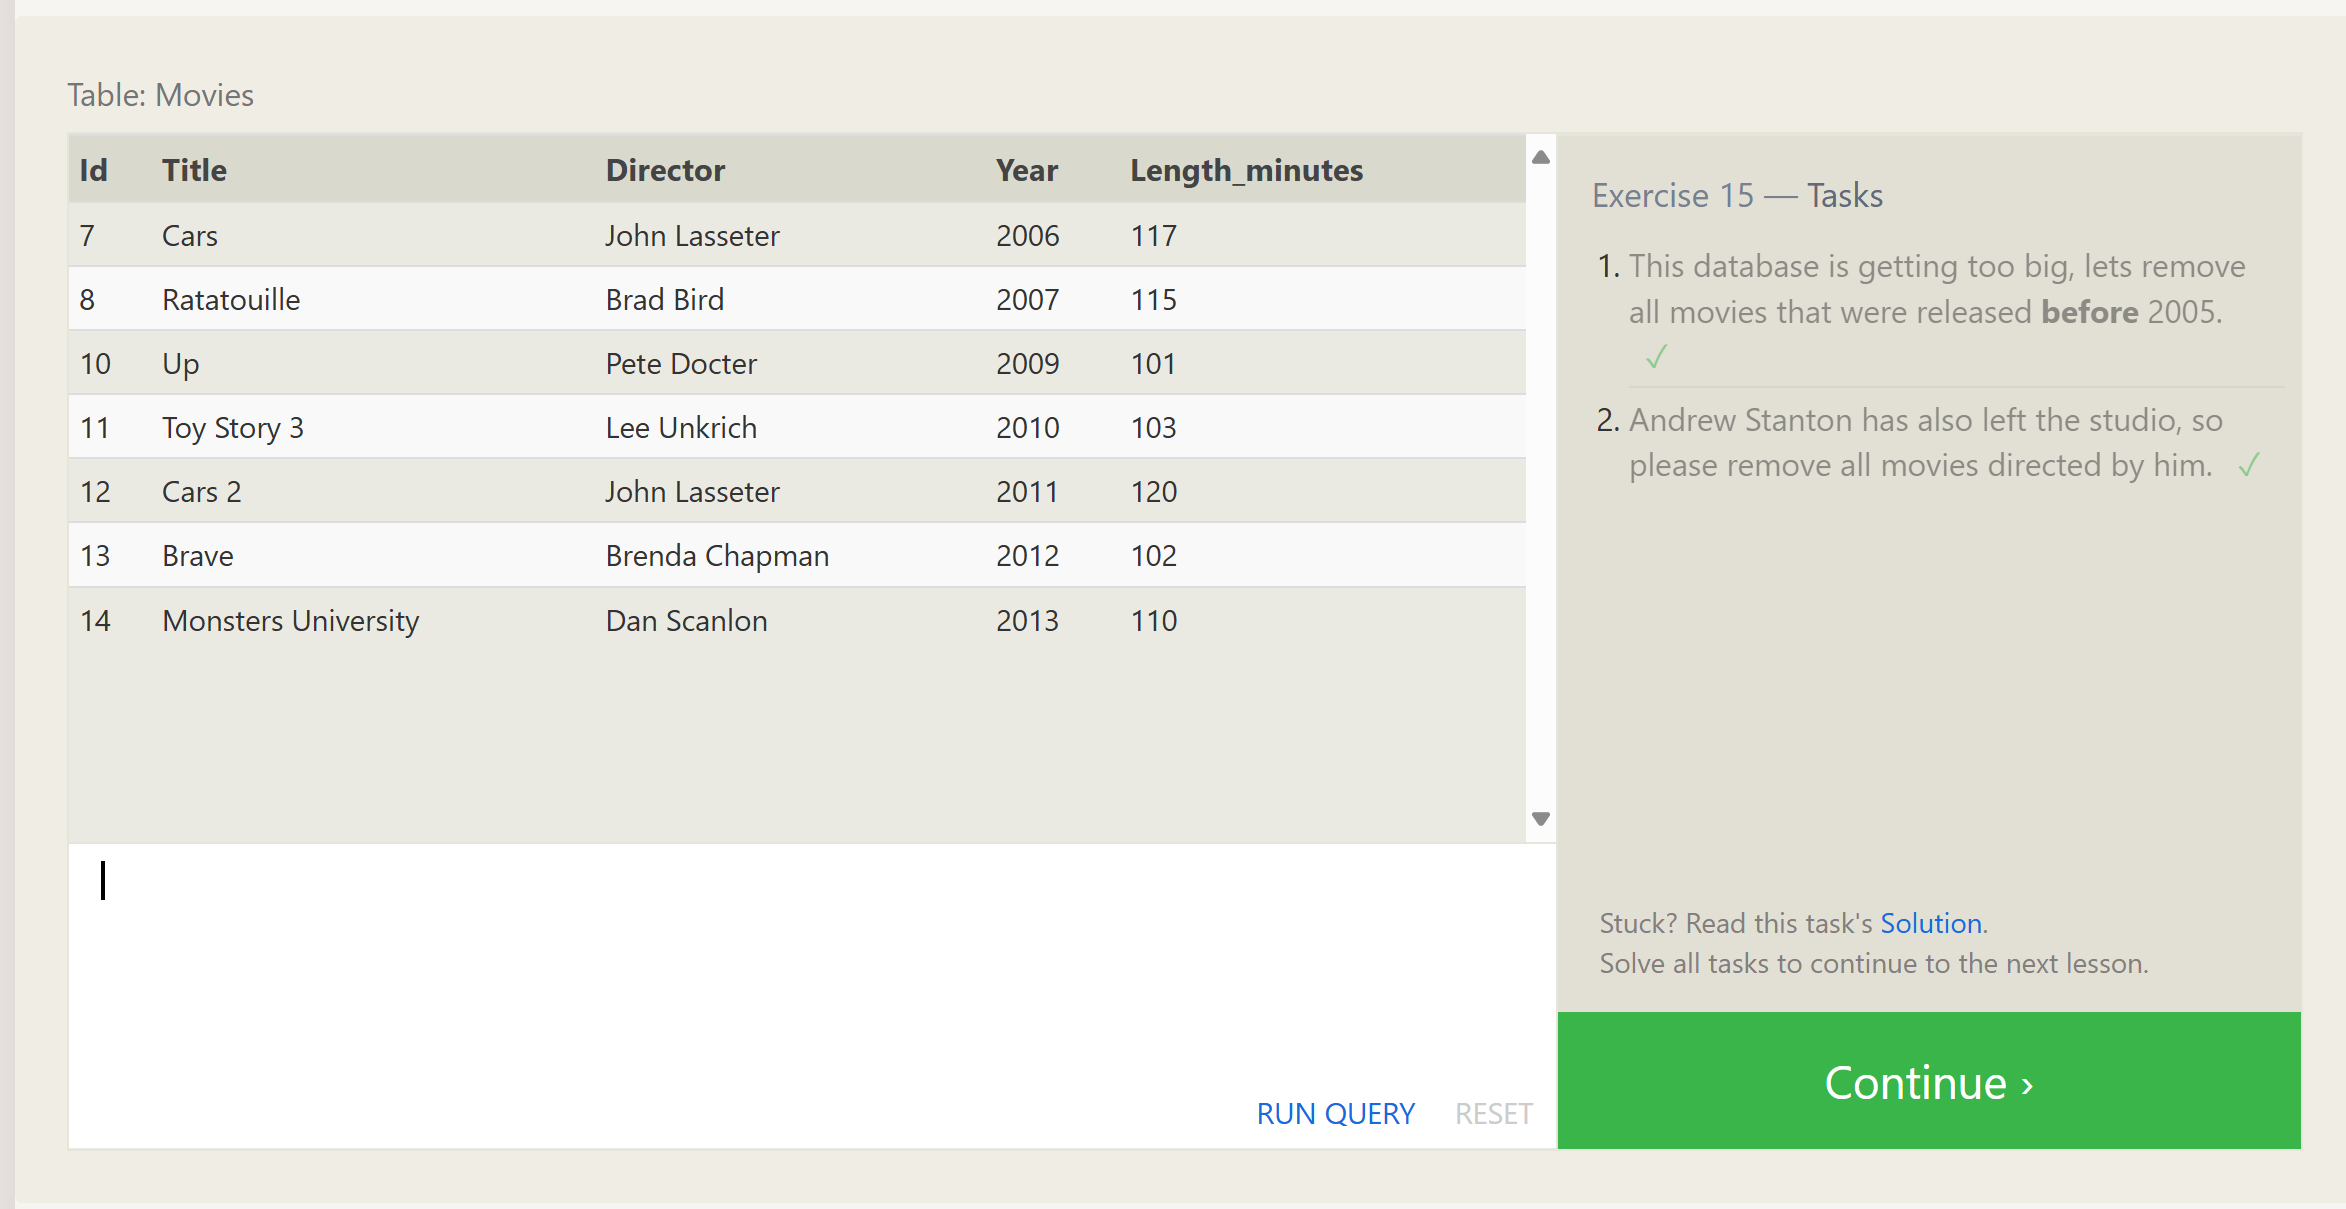 Table: Movies
Id Title Director Year Length_minutes
7 Cars John Lasseter 2006 117
8 Ratatouille Brad Bird 2007 115
10 Up Pete Docter 2009 101
11 Toy Story 3 Lee Unkrich 2010 103
12 Cars 2 John Lasseter 2011 120
13 Brave Brenda Chapman 2012 102
14 Monsters University Dan Scanlon 2013 110
RUN QUERY RESET
Exercise 15 — Tasks
1. This database is getting too big, lets remove
all movies that were released before 2005.
✓
2. Andrew Stanton has also left the studio, so
please remove all movies directed by him. ✓
Stuck? Read this task's Solution.
Solve all tasks to continue to the next lesson.
Continue ›